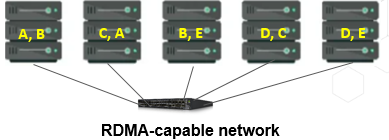 A, B
C, A
B, E
D, C
D, E
RDMA-capable network